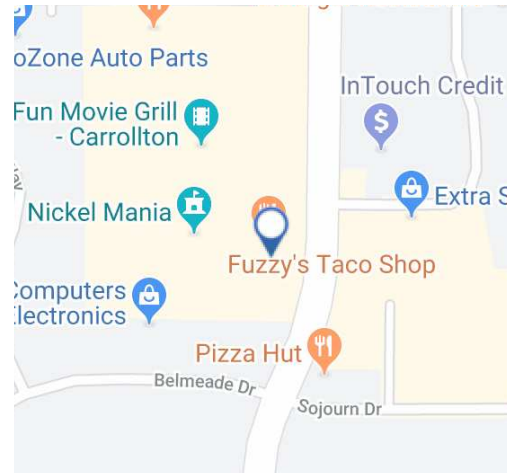 oZone Auto Parts
InTouch Credit
Fun Movie Grill
- Carrollton
$
Extra S
Nickel Mania
Fuzzy's Taco Shop
Computers
lectronics
Pizza Hut
Belmeade Dr
Sojourn Dr